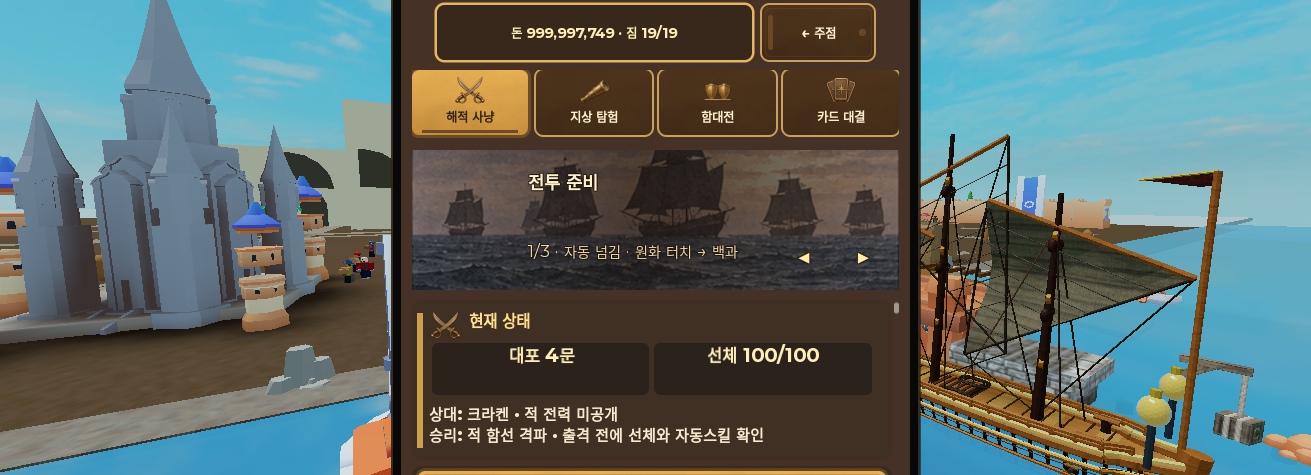 돈 999,997,749 · 짐 19/19
← 주점
해적 사냥
지상 탐험
함대전
카드 대결
전투 준비
1/3 · 자동 넘김 · 원화 터치 → 백과
현재 상태
대포 4문
선체 100/100
상대: 크라켄 • 적 전력 미공개
승리: 적 함선 격파 • 출격 전에 선체와 자동스킬 확인